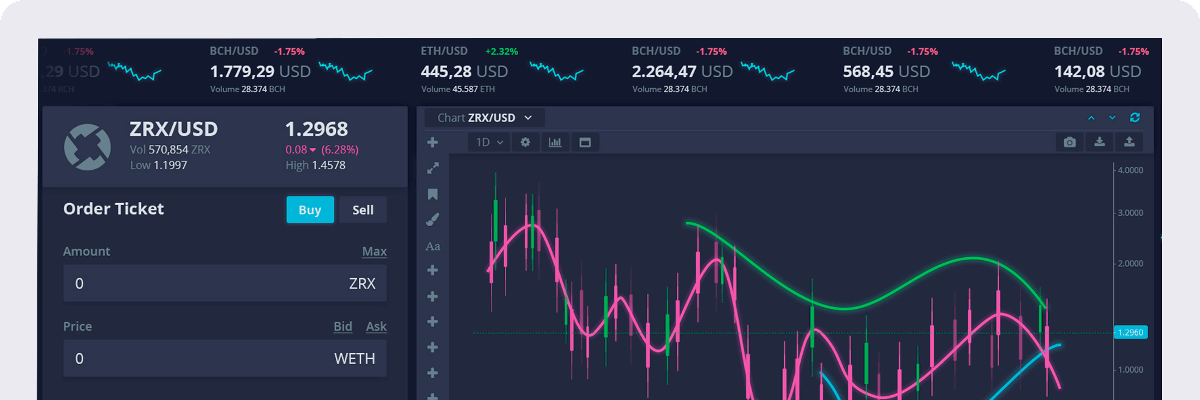 -1.75% BCH/USD -1.75% ETH/USD +2.32% BCH/USD -1.75% BCH/USD -1.75% BCH/USD -1.75%
,29 USD 1.779,29 USD 445,28 USD 2.264,47 USD 568,45 USD 142,08 USD
374 BCH Volume 28.374 BCH Volume 45.587 ETH Volume 28.374 BCH Volume 28.374 BCH Volume 28.374 BCH
ZRX/USD 1.2968
Vol 570,854 ZRX 0.08 (6.28%)
Low 1.1997 High 1.4578
Order Ticket Buy Sell
Amount Max
0 ZRX
Price Bid Ask
0 WETH
Chart ZRX/USD
1D
Aa
4.0000
3.0000
2.0000
1.2960
1.0000